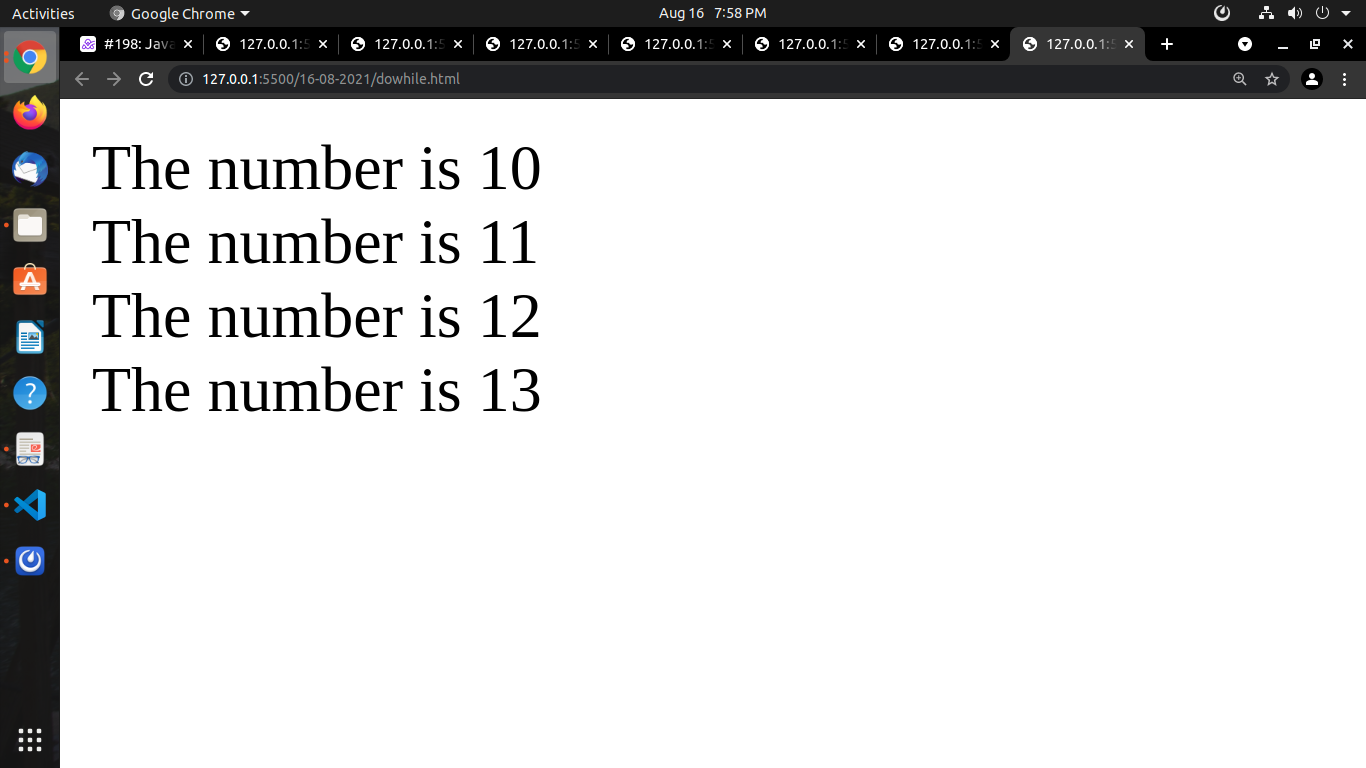 Activities
Google Chrome
Aug 16 7:58 PM
#198: Java
127.0.0.1:5
127.0.0.1:5
127.0.0.1:5
127.0.0.1:5
127.0.0.1:5
127.0.0.1:5
127.0.0.1:5
127.0.0.1:5500/16-08-2021/dowhile.html
The number is 10
The number is 11
The number is 12
The number is 13